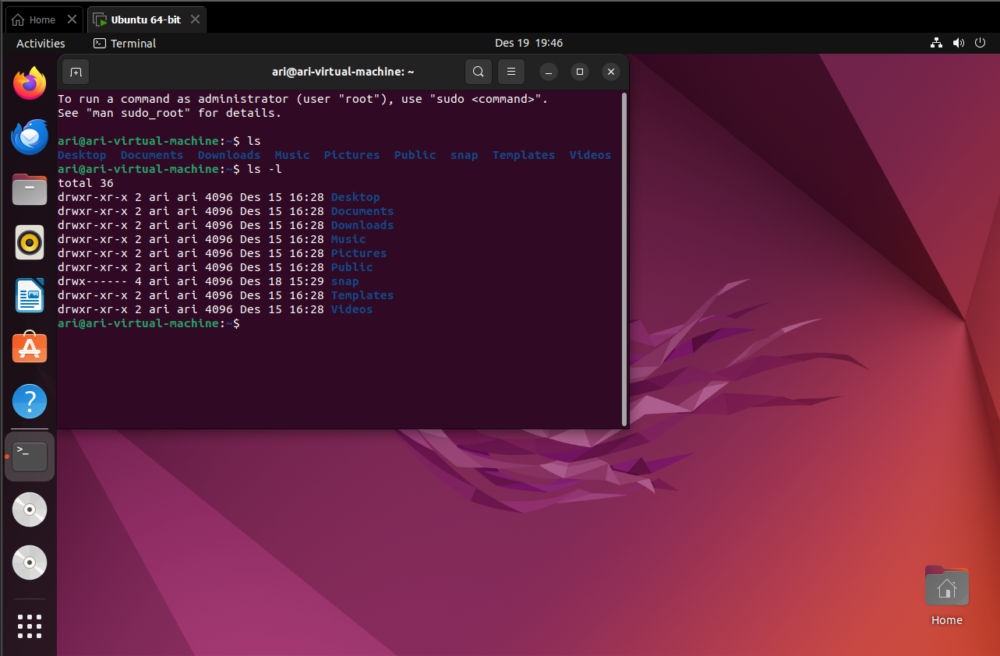 Home
Ubuntu 64-bit
Activities
Terminal
Des 19 19:46
ari@ari-virtual-machine: ~
To run a command as administrator (user "root"), use "sudo <command>".
See "man sudo_root" for details.
ari@ari-virtual-machine:~$ ls
Desktop Documents Downloads Music Pictures Public snap Templates Videos
ari@ari-virtual-machine:~$ ls -l
total 36
drwxr-xr-x 2 ari ari 4096 Des 15 16:28 Desktop
drwxr-xr-x 2 ari ari 4096 Des 15 16:28 Documents
drwxr-xr-x 2 ari ari 4096 Des 15 16:28 Downloads
drwxr-xr-x 2 ari ari 4096 Des 15 16:28 Music
drwxr-xr-x 2 ari ari 4096 Des 15 16:28 Pictures
drwxr-xr-x 2 ari ari 4096 Des 15 16:28 Public
drwx------ 4 ari ari 4096 Des 18 15:29 snap
drwxr-xr-x 2 ari ari 4096 Des 15 16:28 Templates
drwxr-xr-x 2 ari ari 4096 Des 15 16:28 Videos
ari@ari-virtual-machine:~$
Home